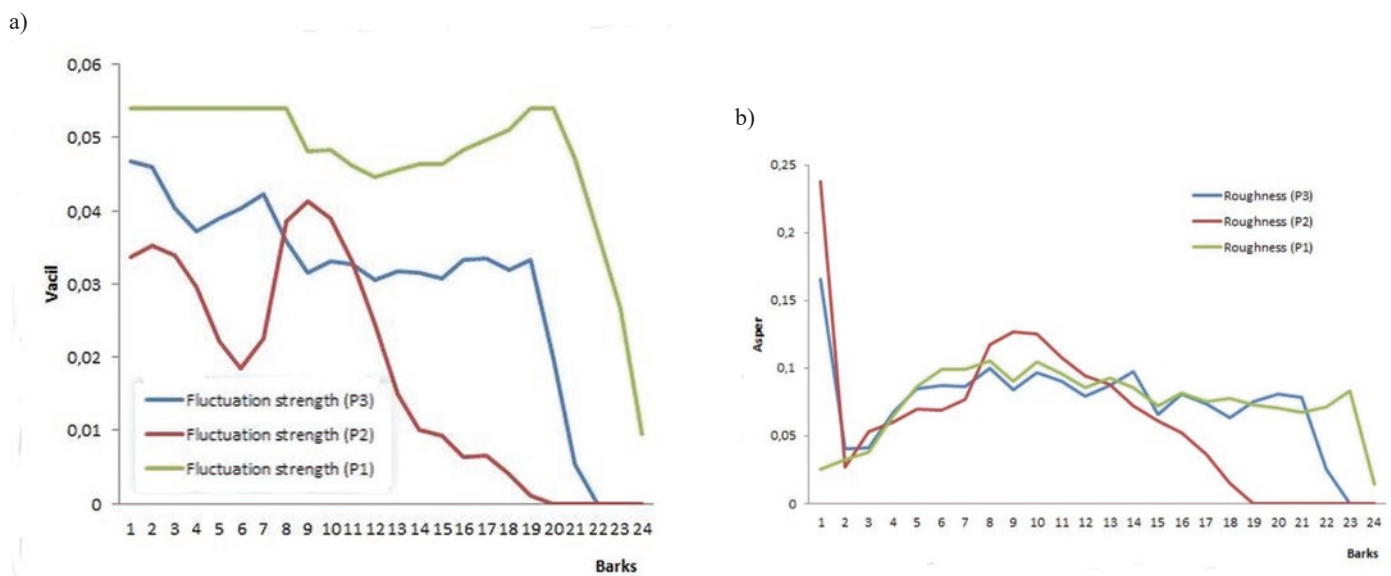 a)
0,06
0,05
0,04
0,03
0,02
0,01
0
Vacil
Fluctuation strength (P3)
Fluctuation strength (P2)
Fluctuation strength (P1)
1 2 3 4 5 6 7 8 9 10 11 12 13 14 15 16 17 18 19 20 21 22 23 24
Barks
b)
0,25
0,2
0,15
0,1
0,05
0
Asper
Roughness (P3)
Roughness (P2)
Roughness (P1)
1 2 3 4 5 6 7 8 9 10 11 12 13 14 15 16 17 18 19 20 21 22 23 24
Barks